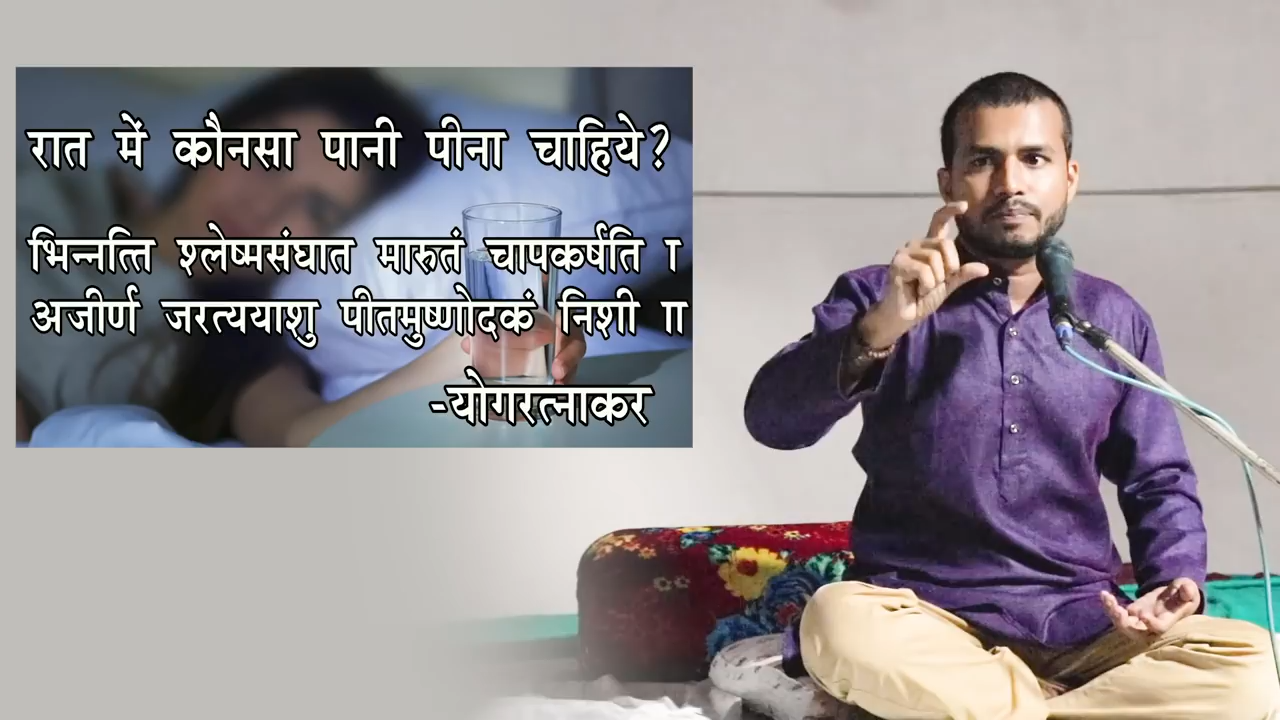 रात में कौनसा पानी पीना चाहिये?
भिन्नत्ति श्लेष्मसंघात मारुतं चापकर्षति ।
अजीर्ण जरत्ययाशु पीतमुष्णोदकं निशी ॥
-योगरत्नाकर